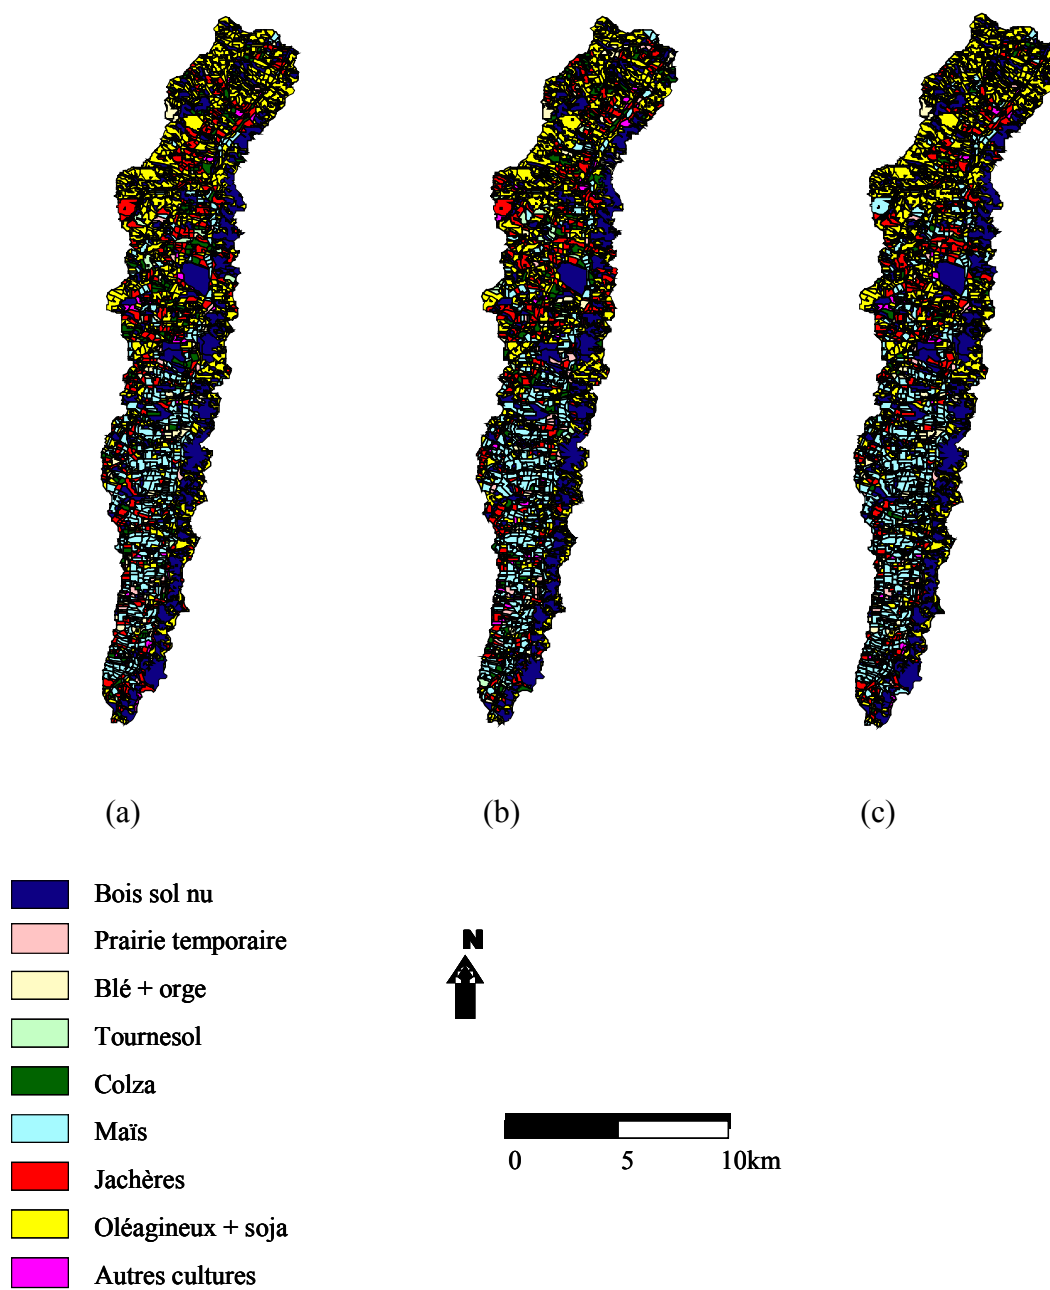 (a) (b) (c)
Bois sol nu
N
Prairie temporaire
Blé + orge
Tournesol
Colza
Maïs
0 5 10km
Jachères
Oléagineux + soja
Autres cultures